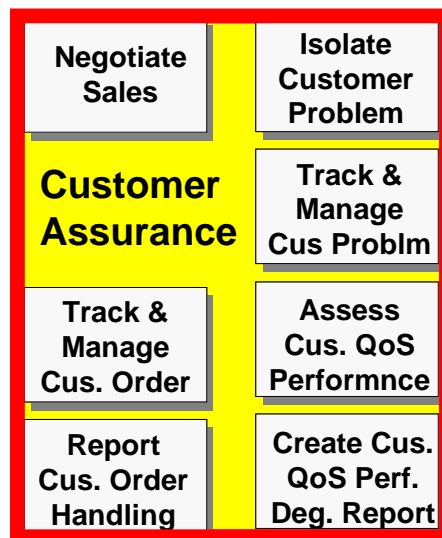 Negotiate
Sales
Isolate
Customer
Problem
Customer
Assurance
Track &
Manage
Cus Problm
Track &
Manage
Cus. Order
Assess
Cus. QoS
Performnce
Report
Cus. Order
Handling
Create Cus.
QoS Perf.
Deg. Report